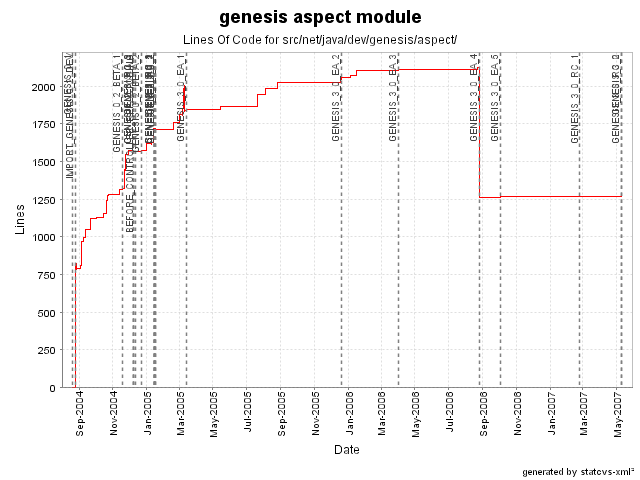 genesis aspect module
Lines Of Code for src/net/java/dev/genesis/aspect/
Lines
2000
1750
1500
1250
1000
750
500
250
0
GENESIS_3_0_EA_1
GENESIS_3_0_EA_2
GENESIS_3_0_EA_3
GENESIS_3_0_EA_4
GENESIS_3_0_EA_5
GENESIS_3_0_RC_1
Sep-2004
Nov-2004
Jan-2005
Mar-2005
May-2005
Jul-2005
Sep-2005
Nov-2005
Jan-2006
Mar-2006
May-2006
Jul-2006
Sep-2006
Nov-2006
Jan-2007
Mar-2007
May-2007
Date
generated by statcvs-xml²